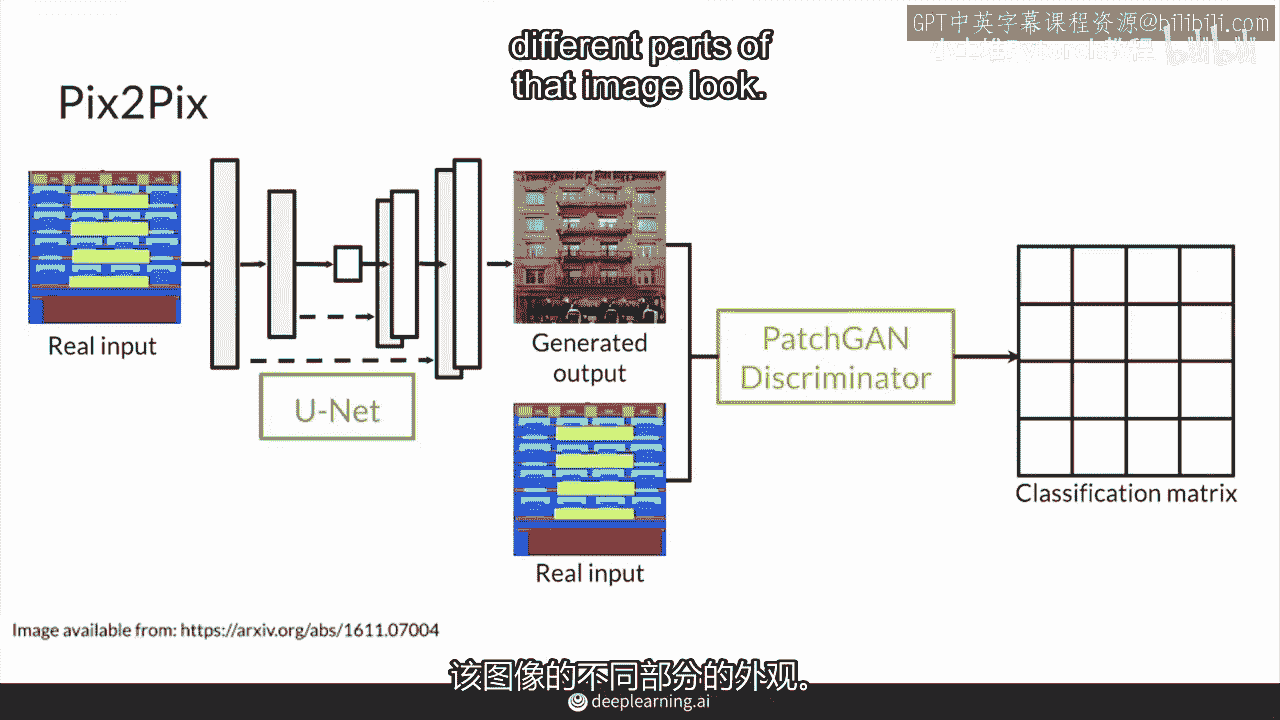 GPT中英字幕课程资源@bilibili.com
different parts of
that image look.
Pix2Pix
Real input
U-Net
Generated
output
Real input
PatchGAN
Discriminator
Classification matrix
Image available from: https://arxiv.org/abs/1611.07004
该图像的不同部分的外观。
deeplearning.ai